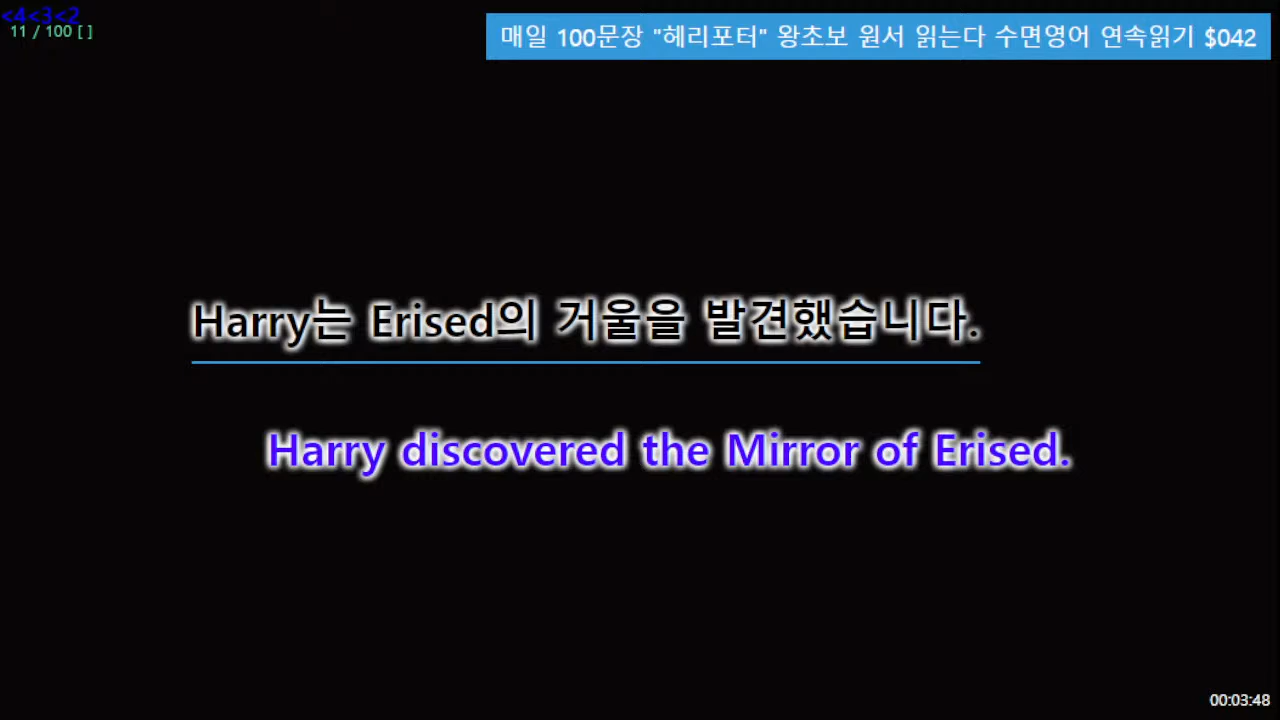 <4<3<2
11 / 100 [ ]
매일 100문장 "헤리포터" 왕초보 원서 읽는다 수면영어 연속읽기 $042
Harry는 Erised의 거울을 발견했습니다.
Harry discovered the Mirror of Erised.
00:03:48